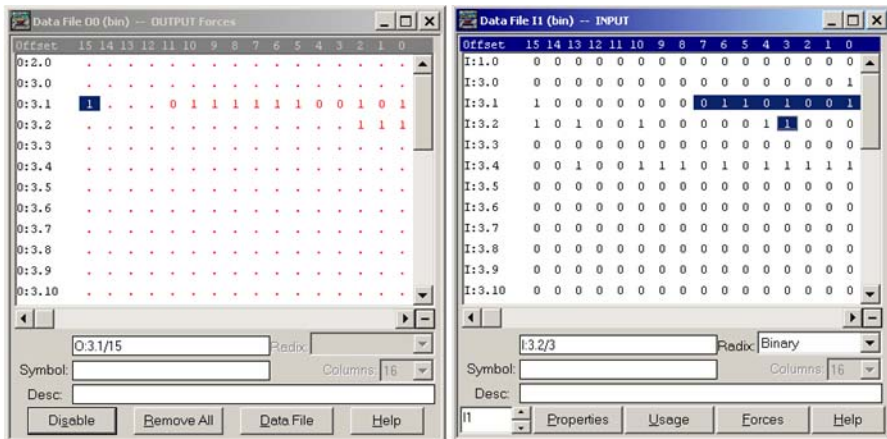 Data File O0 (bin) -- OUTPUT Forces
Offset 15 14 13 12 11 10 9 8 7 6 5 4 3 2 1 0
O:2.0 . . . . . . . . . . . . . . . .
O:3.0 . . . . . . . . . . . . . . . .
O:3.1 1 . . . 0 1 1 1 1 1 1 0 0 1 0 1
O:3.2 . . . . . . . . . . . . . 1 1 1
O:3.3 . . . . . . . . . . . . . . . .
O:3.4 . . . . . . . . . . . . . . . .
O:3.5 . . . . . . . . . . . . . . . .
O:3.6 . . . . . . . . . . . . . . . .
O:3.7 . . . . . . . . . . . . . . . .
O:3.8 . . . . . . . . . . . . . . . .
O:3.9 . . . . . . . . . . . . . . . .
O:3.10 . . . . . . . . . . . . . . . .
O:3.1/15 Radix:
Symbol: Columns: 16
Desc:
Disable Remove All Data File Help
Data File I1 (bin) -- INPUT
Offset 15 14 13 12 11 10 9 8 7 6 5 4 3 2 1 0
I:1.0 0 0 0 0 0 0 0 0 0 0 0 0 0 0 0 0
I:3.0 0 0 0 0 0 0 0 0 0 0 0 0 0 0 0 1
I:3.1 1 0 0 0 0 0 0 0 0 1 1 0 1 0 0 1
I:3.2 1 0 1 0 0 1 0 0 0 0 0 1 1 0 0 0
I:3.3 0 0 0 0 0 0 0 0 0 0 0 0 0 0 0 0
I:3.4 0 0 1 0 0 1 1 1 0 1 0 1 1 1 1 1
I:3.5 0 0 0 0 0 0 0 0 0 0 0 0 0 0 0 0
I:3.6 0 0 0 0 0 0 0 0 0 0 0 0 0 0 0 0
I:3.7 0 0 0 0 0 0 0 0 0 0 0 0 0 0 0 0
I:3.8 0 0 0 0 0 0 0 0 0 0 0 0 0 0 0 0
I:3.9 0 0 0 0 0 0 0 0 0 0 0 0 0 0 0 0
I:3.10 0 0 0 0 0 0 0 0 0 0 0 0 0 0 0 0
I:3.2/3 Radix: Binary
Symbol: Columns: 16
Desc:
I1 Properties Usage Forces Help